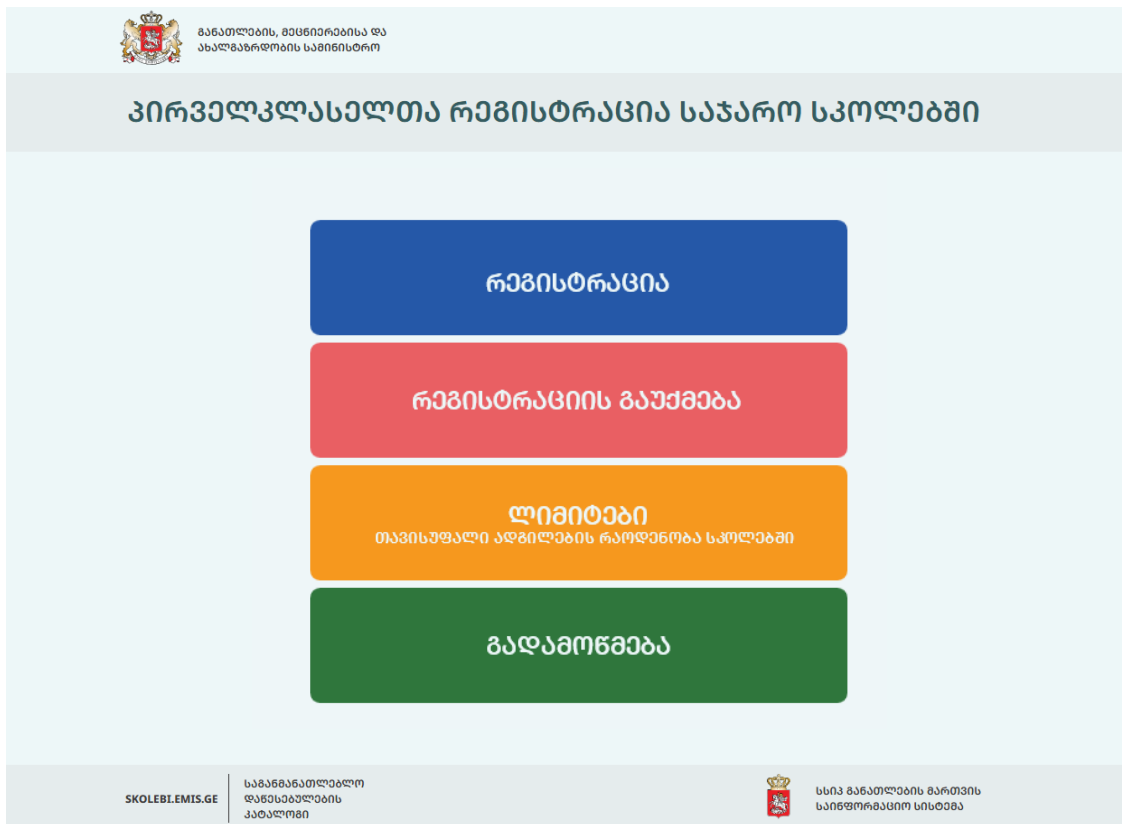 განათლების, მეცნიერებისა და
ახალგაზრდობის სამინისტრო
პირველკლასელთა რეგისტრაცია საჯარო სკოლებში
რეგისტრაცია
რეგისტრაციის გაუქმება
ლიმიტები
თავისუფალი ადგილების რაოდენობა სკოლებში
გადამოწმება
SKOLEBI.EMIS.GE
საგანმანათლებლო
დაწესებულების
კატალოგი
სსიპ განათლების მართვის
საინფორმაციო სისტემა